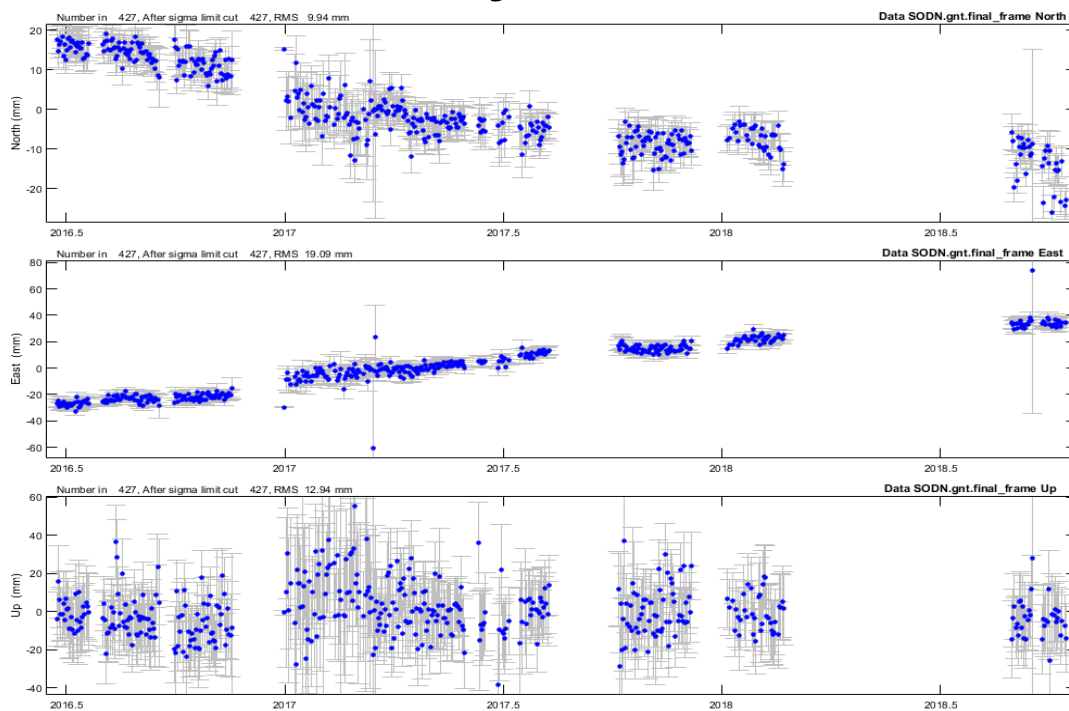 Number in 427, After sigma limit cut 427, RMS 9.94 mm Data SODN.gnt.final_frame North
20
10
0
-10
-20
North (mm)
2016.5 2017 2017.5 2018 2018.5
Number in 427, After sigma limit cut 427, RMS 19.09 mm Data SODN.gnt.final_frame East
80
60
40
20
0
-20
-40
-60
East (mm)
2016.5 2017 2017.5 2018 2018.5
Number in 427, After sigma limit cut 427, RMS 12.94 mm Data SODN.gnt.final_frame Up
60
40
20
0
-20
-40
Up (mm)
2016.5 2017 2017.5 2018 2018.5